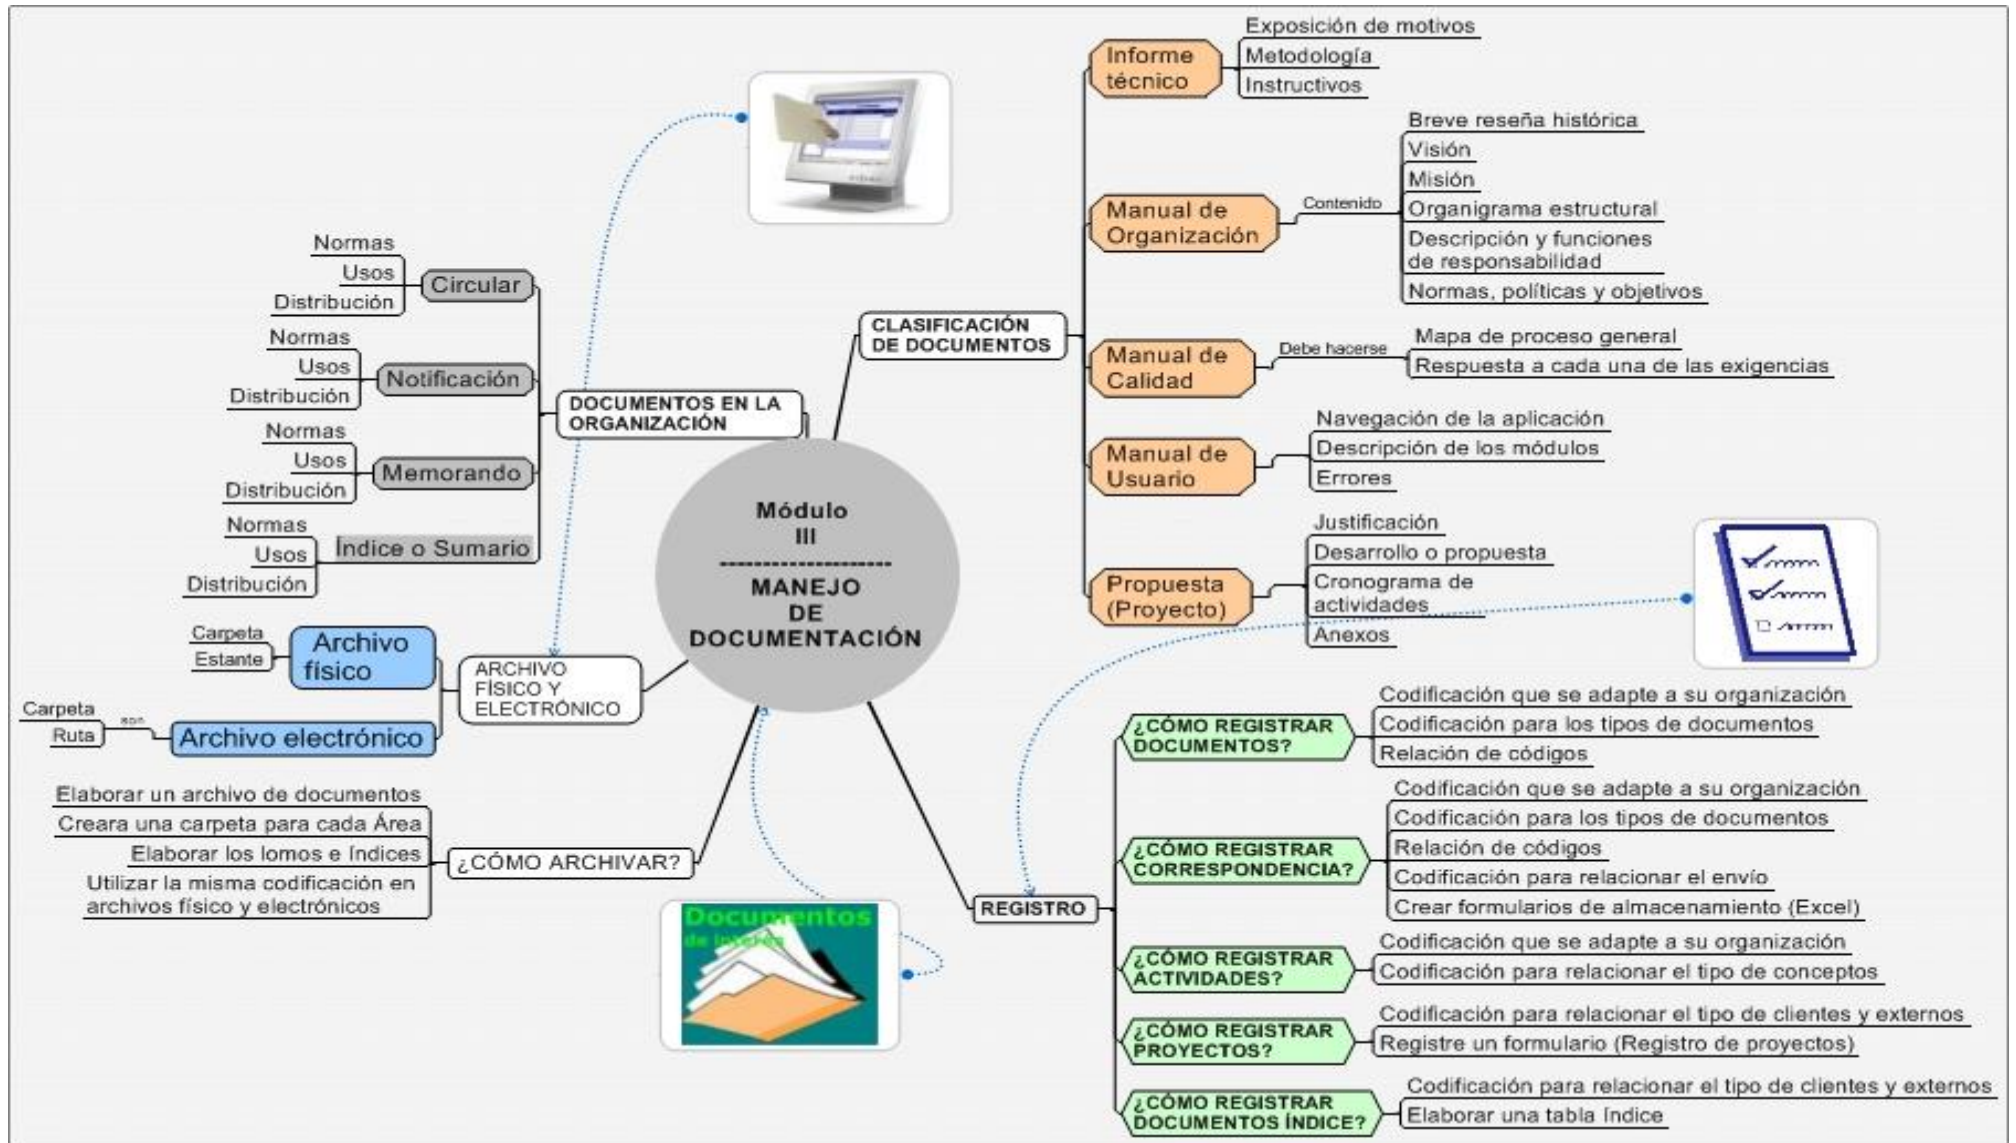 Módulo
III
--------------------
MANEJO
DE
DOCUMENTACIÓN
CLASIFICACIÓN
DE DOCUMENTOS
Informe
técnico
Exposición de motivos
Metodología
Instructivos
Manual de
Organización
Contenido
Breve reseña histórica
Visión
Misión
Organigrama estructural
Descripción y funciones
de responsabilidad
Normas, políticas y objetivos
Manual de
Calidad
Debe hacerse
Mapa de proceso general
Respuesta a cada una de las exigencias
Manual de
Usuario
Navegación de la aplicación
Descripción de los módulos
Errores
Propuesta
(Proyecto)
Justificación
Desarrollo o propuesta
Cronograma de
actividades
Anexos
REGISTRO
¿CÓMO REGISTRAR
DOCUMENTOS?
Codificación que se adapte a su organización
Codificación para los tipos de documentos
Relación de códigos
¿CÓMO REGISTRAR
CORRESPONDENCIA?
Codificación que se adapte a su organización
Codificación para los tipos de documentos
Relación de códigos
Codificación para relacionar el envío
Crear formularios de almacenamiento (Excel)
¿CÓMO REGISTRAR
ACTIVIDADES?
Codificación que se adapte a su organización
Codificación para relacionar el tipo de conceptos
¿CÓMO REGISTRAR
PROYECTOS?
Codificación para relacionar el tipo de clientes y externos
Registre un formulario (Registro de proyectos)
¿CÓMO REGISTRAR
DOCUMENTOS ÍNDICE?
Codificación para relacionar el tipo de clientes y externos
Elaborar una tabla índice
DOCUMENTOS EN LA
ORGANIZACIÓN
Circular
Normas
Usos
Distribución
Notificación
Normas
Usos
Distribución
Memorando
Normas
Usos
Distribución
Índice o Sumario
Normas
Usos
Distribución
ARCHIVO
FÍSICO Y
ELECTRÓNICO
Archivo
físico
Carpeta
Estante
Archivo electrónico
son
Carpeta
Ruta
¿CÓMO ARCHIVAR?
Elaborar un archivo de documentos
Creara una carpeta para cada Área
Elaborar los lomos e índices
Utilizar la misma codificación en
archivos físico y electrónicos
Documentos
de interés